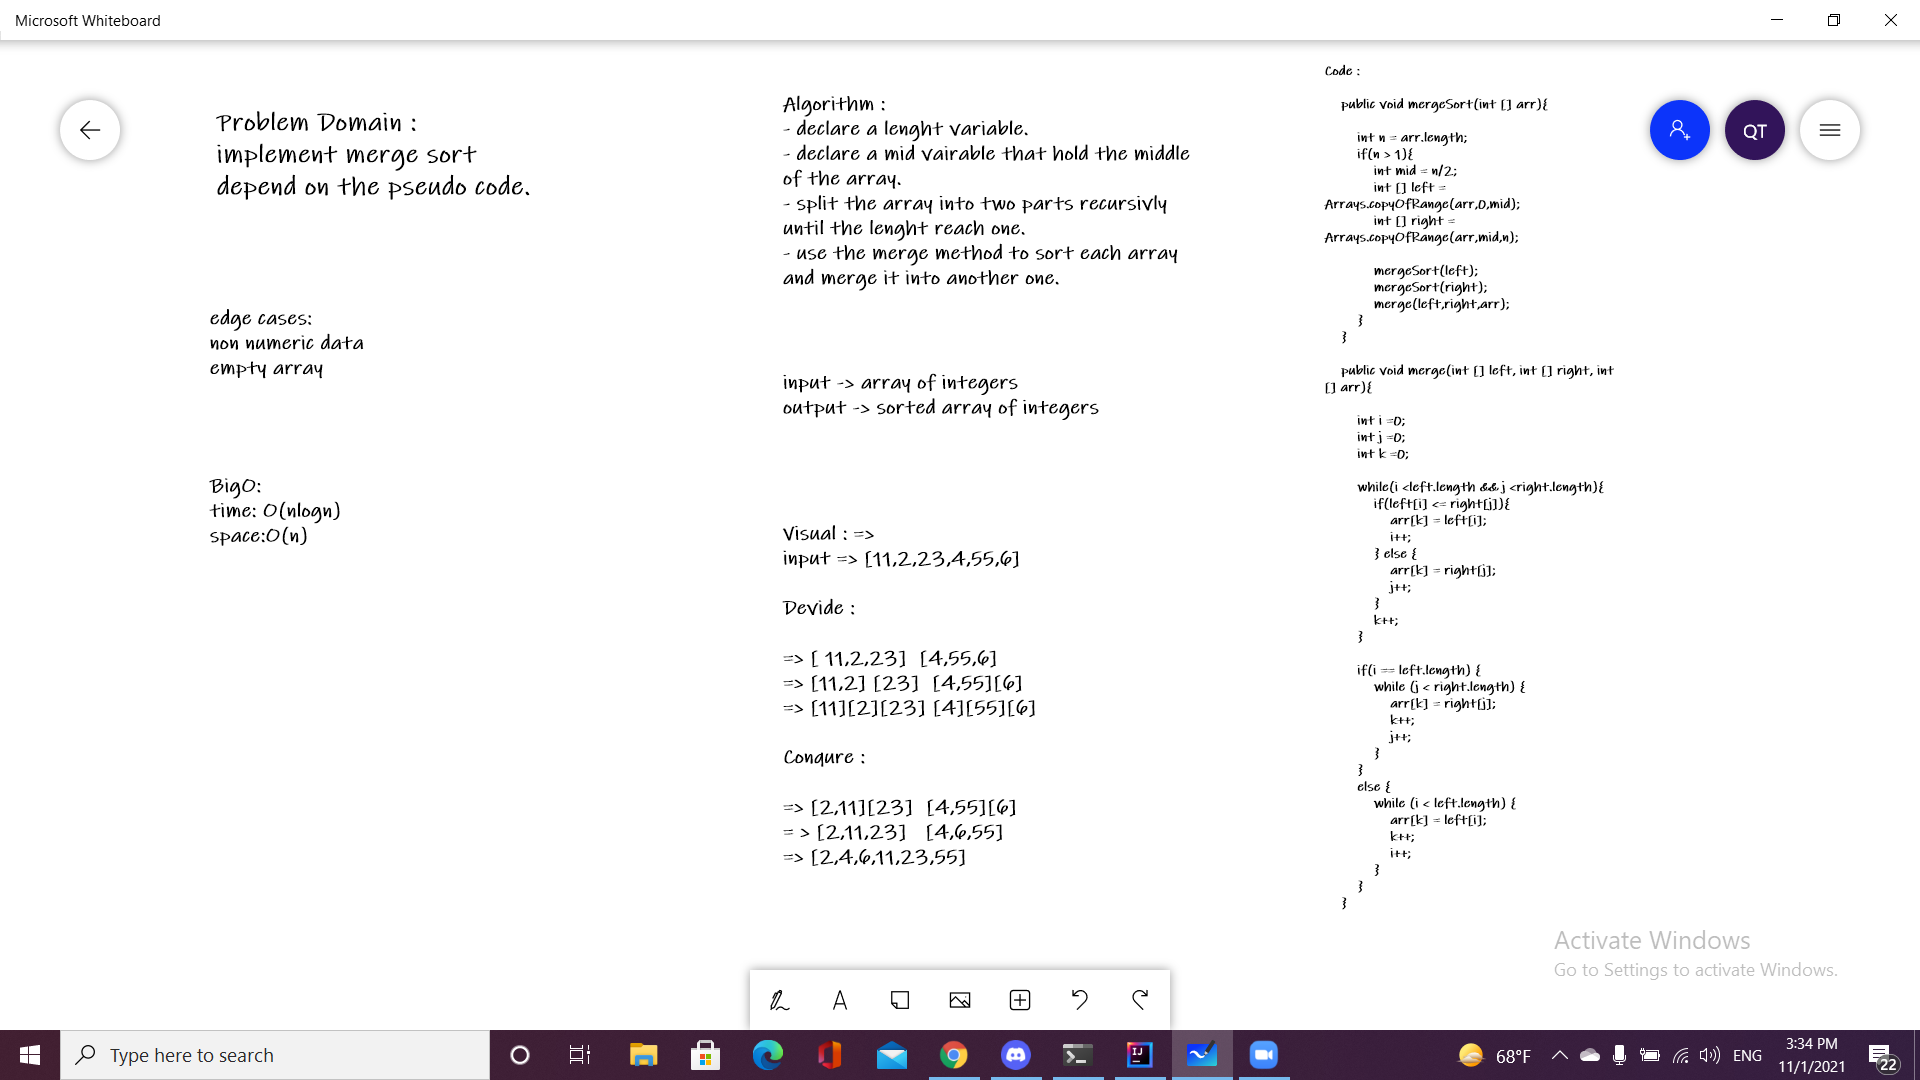 Microsoft Whiteboard
Problem Domain :
implement merge sort
depend on the pseudo code.
edge cases:
non numeric data
empty array
BigO:
time: O(nlogn)
space:O(n)
Algorithm :
- declare a lenght variable.
- declare a mid vairable that hold the middle
of the array.
- split the array into two parts recursivly
until the lenght reach one.
- use the merge method to sort each array
and merge it into another one.
input -> array of integers
output -> sorted array of integers
Visual : =>
input => [11,2,23,4,55,6]
Devide :
=> [ 11,2,23]  [4,55,6]
=> [11,2] [23]  [4,55][6]
=> [11][2][23] [4][55][6]
Conqure :
=> [2,11][23]  [4,55][6]
= > [2,11,23]   [4,6,55]
=> [2,4,6,11,23,55]
Code :
public void mergeSort(int [] arr){
int n = arr.length;
if(n > 1){
int mid = n/2;
int [] left =
Arrays.copyOfRange(arr,0,mid);
int [] right =
Arrays.copyOfRange(arr,mid,n);
mergeSort(left);
mergeSort(right);
merge(left,right,arr);
}
}
public void merge(int [] left, int [] right, int
[] arr){
int i =0;
int j =0;
int k =0;
while(i <left.length && j <right.length){
if(left[i] <= right[j]){
arr[k] = left[i];
i++;
} else {
arr[k] = right[j];
j++;
}
k++;
}
if(i == left.length) {
while (j < right.length) {
arr[k] = right[j];
k++;
j++;
}
}
else {
while (i < left.length) {
arr[k] = left[i];
k++;
i++;
}
}
}
QT
Activate Windows
Go to Settings to activate Windows.
Type here to search
68°F
ENG
3:34 PM
11/1/2021
22